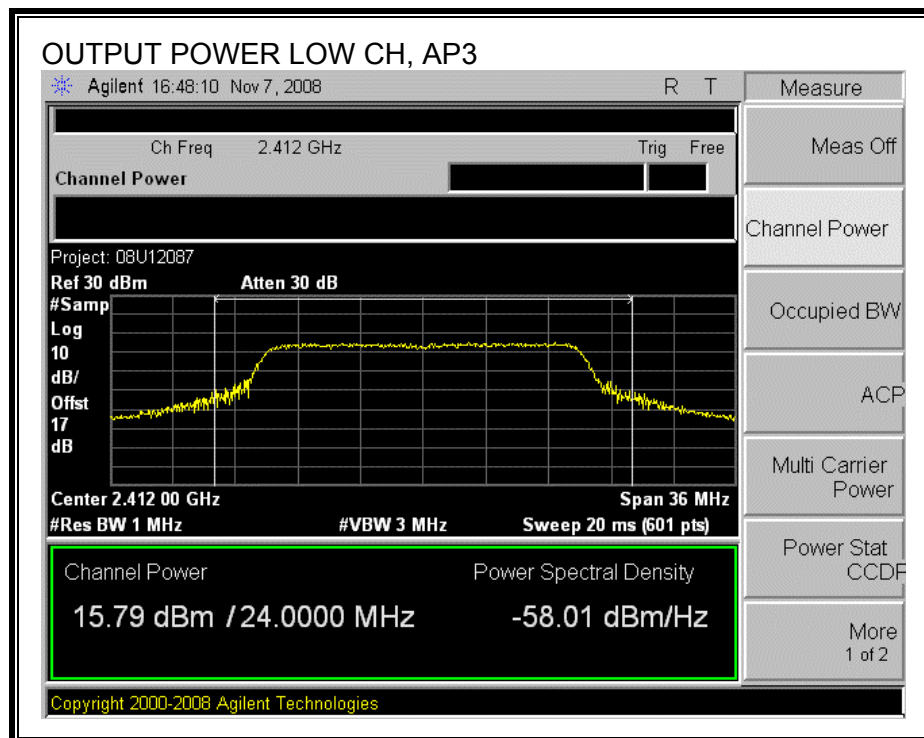 OUTPUT POWER LOW CH, AP3
Agilent 16:48:10 Nov 7, 2008 R T
Measure
Ch Freq 2.412 GHz Trig Free
Meas Off
Channel Power
Channel Power
Project: 08U12087
Ref 30 dBm Atten 30 dB
#Samp
Log
10
dB/
Offst
17
dB
Occupied BW
ACP
Multi Carrier
Power
Center 2.412 00 GHz Span 36 MHz
#Res BW 1 MHz #VBW 3 MHz Sweep 20 ms (601 pts)
Power Stat
CCDF
Channel Power Power Spectral Density
15.79 dBm / 24.0000 MHz -58.01 dBm/Hz
More
1 of 2
Copyright 2000-2008 Agilent Technologies